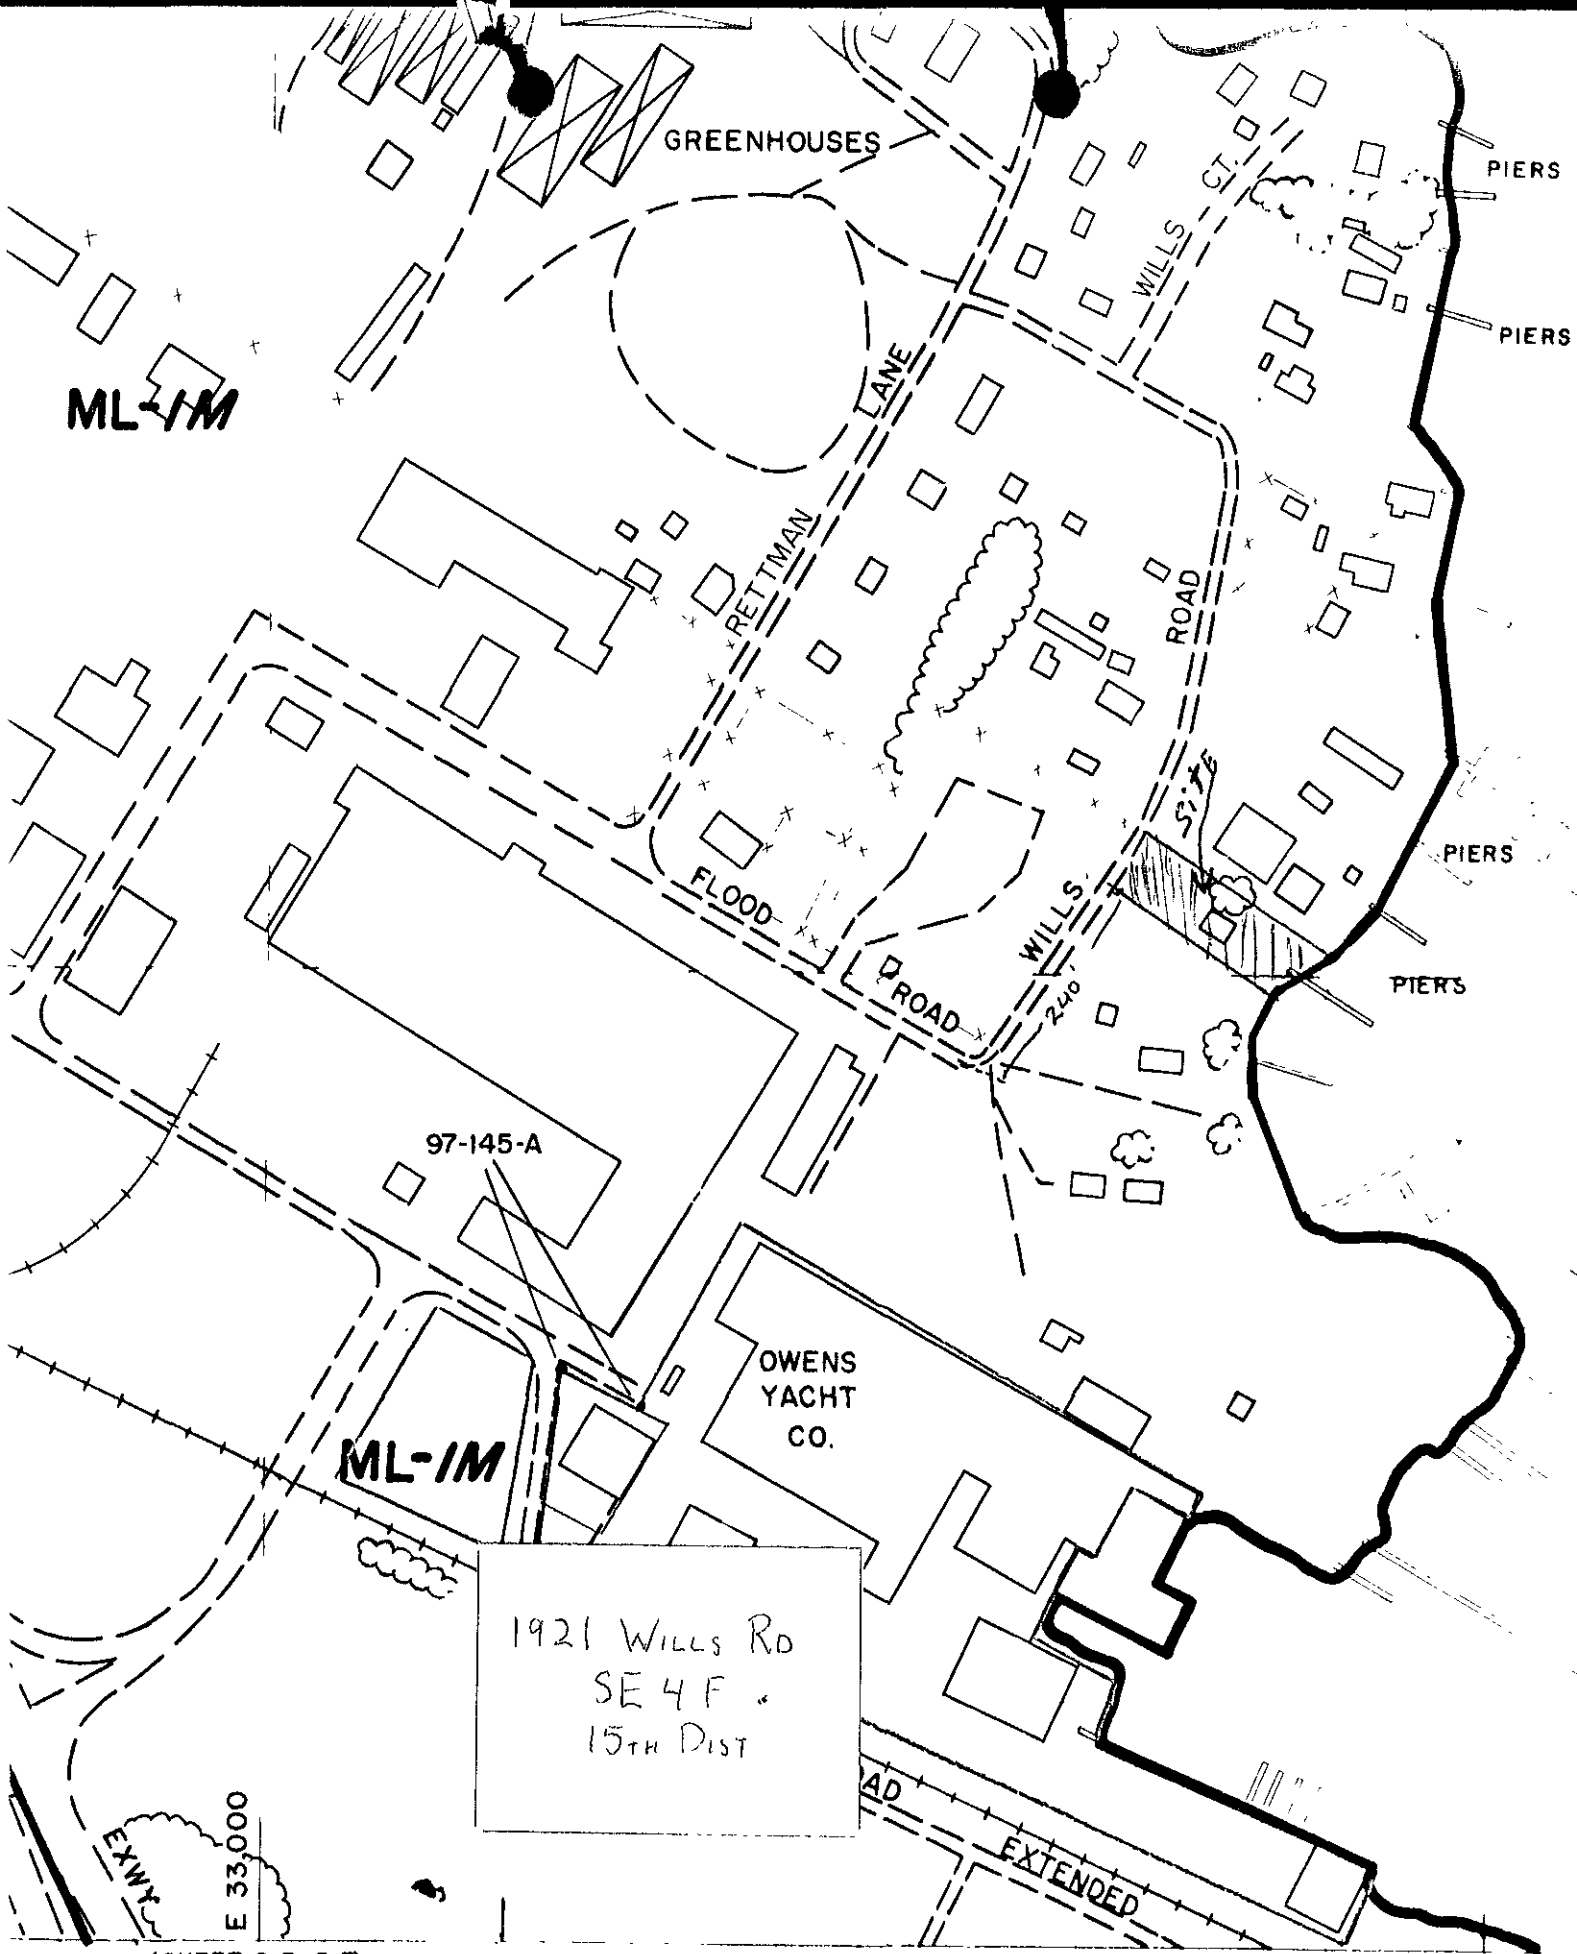 GREENHOUSES
PIERS
WILLS CT.
PIERS
LANE
ML-1M
RETTMAN
ROAD
SITE
PIERS
FLOOD
WILLS
PIERS
ROAD
240'
97-145-A
OWENS
YACHT
CO.
ML-1M
1921 WILLS RD
SE 4 F
15TH DIST
EXWY
E 33,000
OAD
EXTENDED